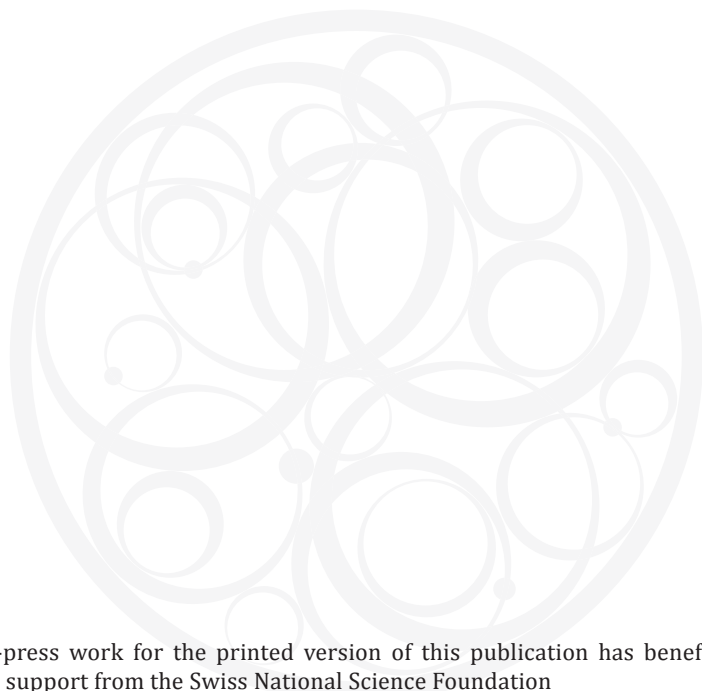 -press work for the printed version of this publication has benef
support from the Swiss National Science Foundation